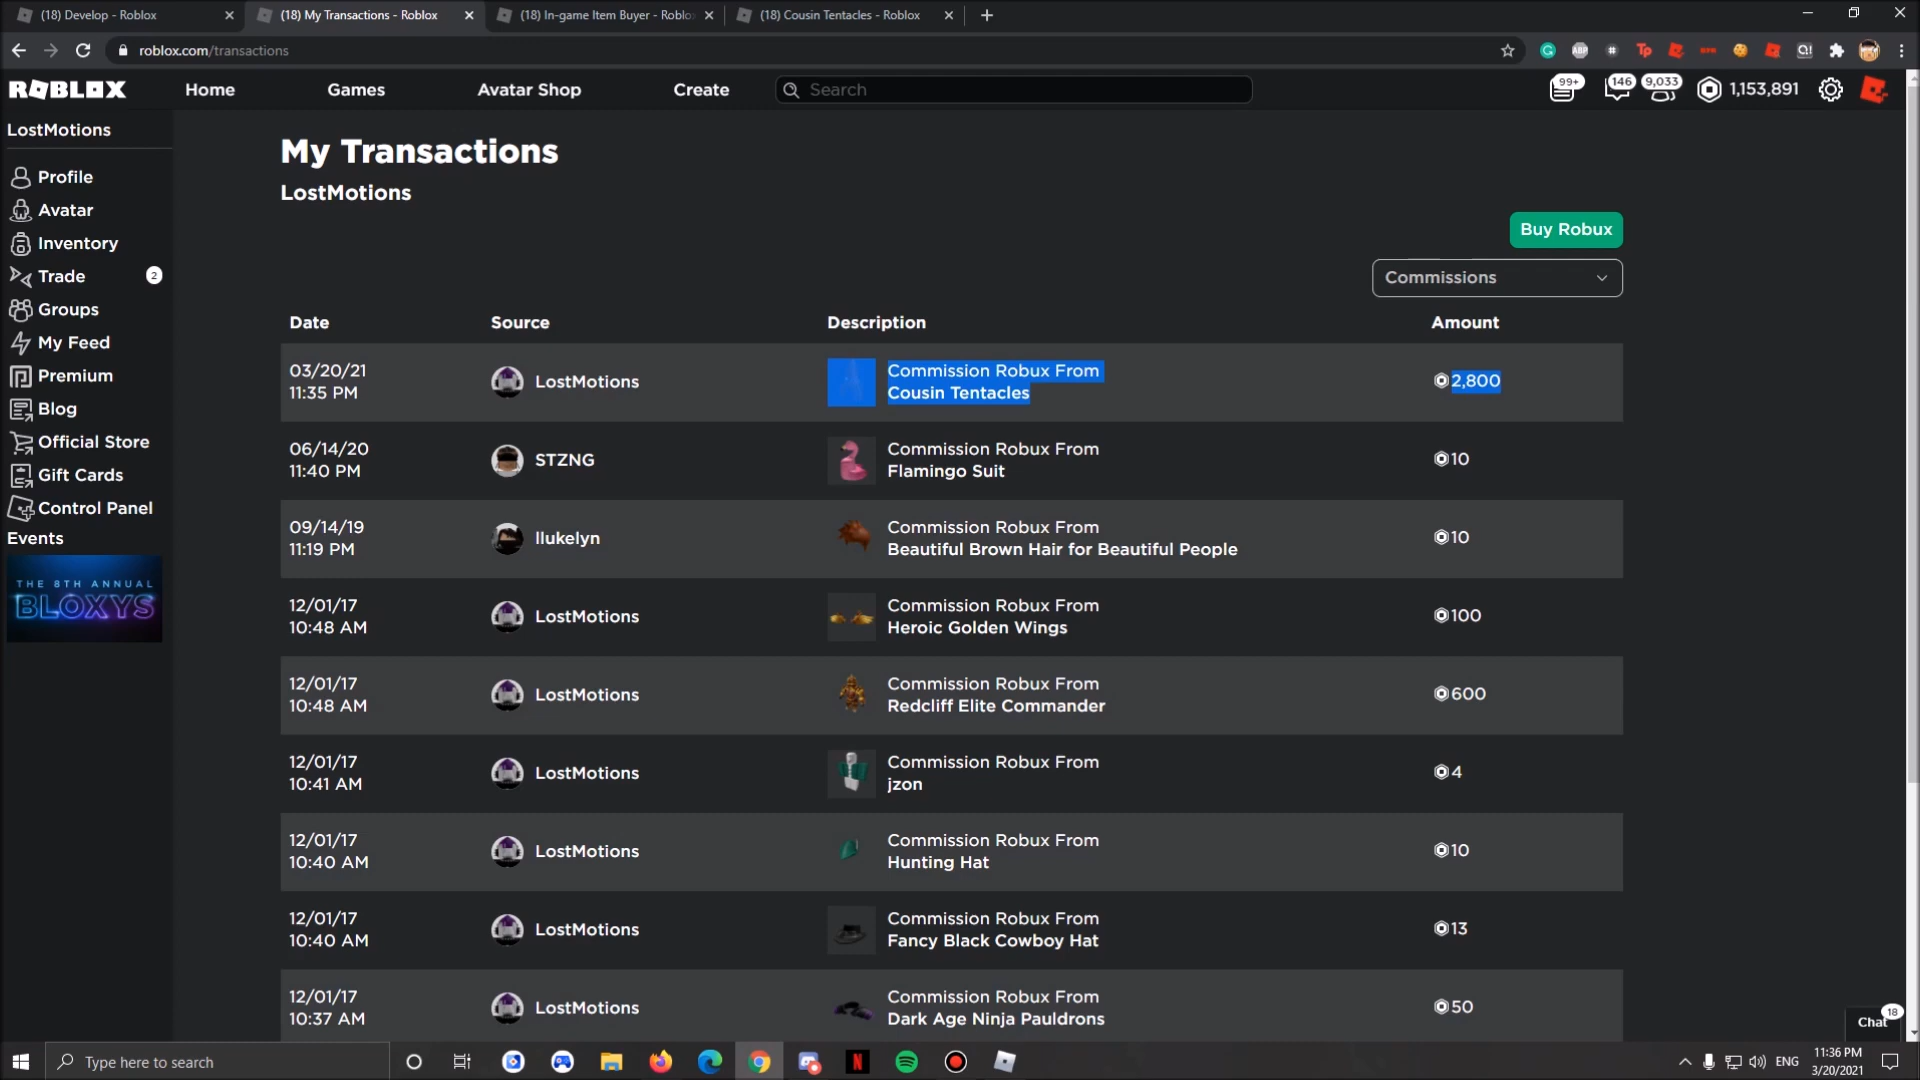 (18) Develop - Roblox
(18) My Transactions - Roblox
(18) In-game Item Buyer - Roblo
(18) Cousin Tentacles - Roblox
roblox.com/transactions
ROBLOX
Home
Games
Avatar Shop
Create
Search
99+
146
9,033
1,153,891
LostMotions
Profile
Avatar
Inventory
Trade
2
Groups
My Feed
Premium
Blog
Official Store
Gift Cards
Control Panel
Events
THE 8TH ANNUAL
BLOXYS
My Transactions
LostMotions
Buy Robux
Commissions
Date Source Description Amount
03/20/21
11:35 PM
LostMotions
Commission Robux From
Cousin Tentacles
2,800
06/14/20
11:40 PM
STZNG
Commission Robux From
Flamingo Suit
10
09/14/19
11:19 PM
llukelyn
Commission Robux From
Beautiful Brown Hair for Beautiful People
10
12/01/17
10:48 AM
LostMotions
Commission Robux From
Heroic Golden Wings
100
12/01/17
10:48 AM
LostMotions
Commission Robux From
Redcliff Elite Commander
600
12/01/17
10:41 AM
LostMotions
Commission Robux From
jzon
4
12/01/17
10:40 AM
LostMotions
Commission Robux From
Hunting Hat
10
12/01/17
10:40 AM
LostMotions
Commission Robux From
Fancy Black Cowboy Hat
13
12/01/17
10:37 AM
LostMotions
Commission Robux From
Dark Age Ninja Pauldrons
50
Chat
18
Type here to search
ENG
11:36 PM
3/20/2021